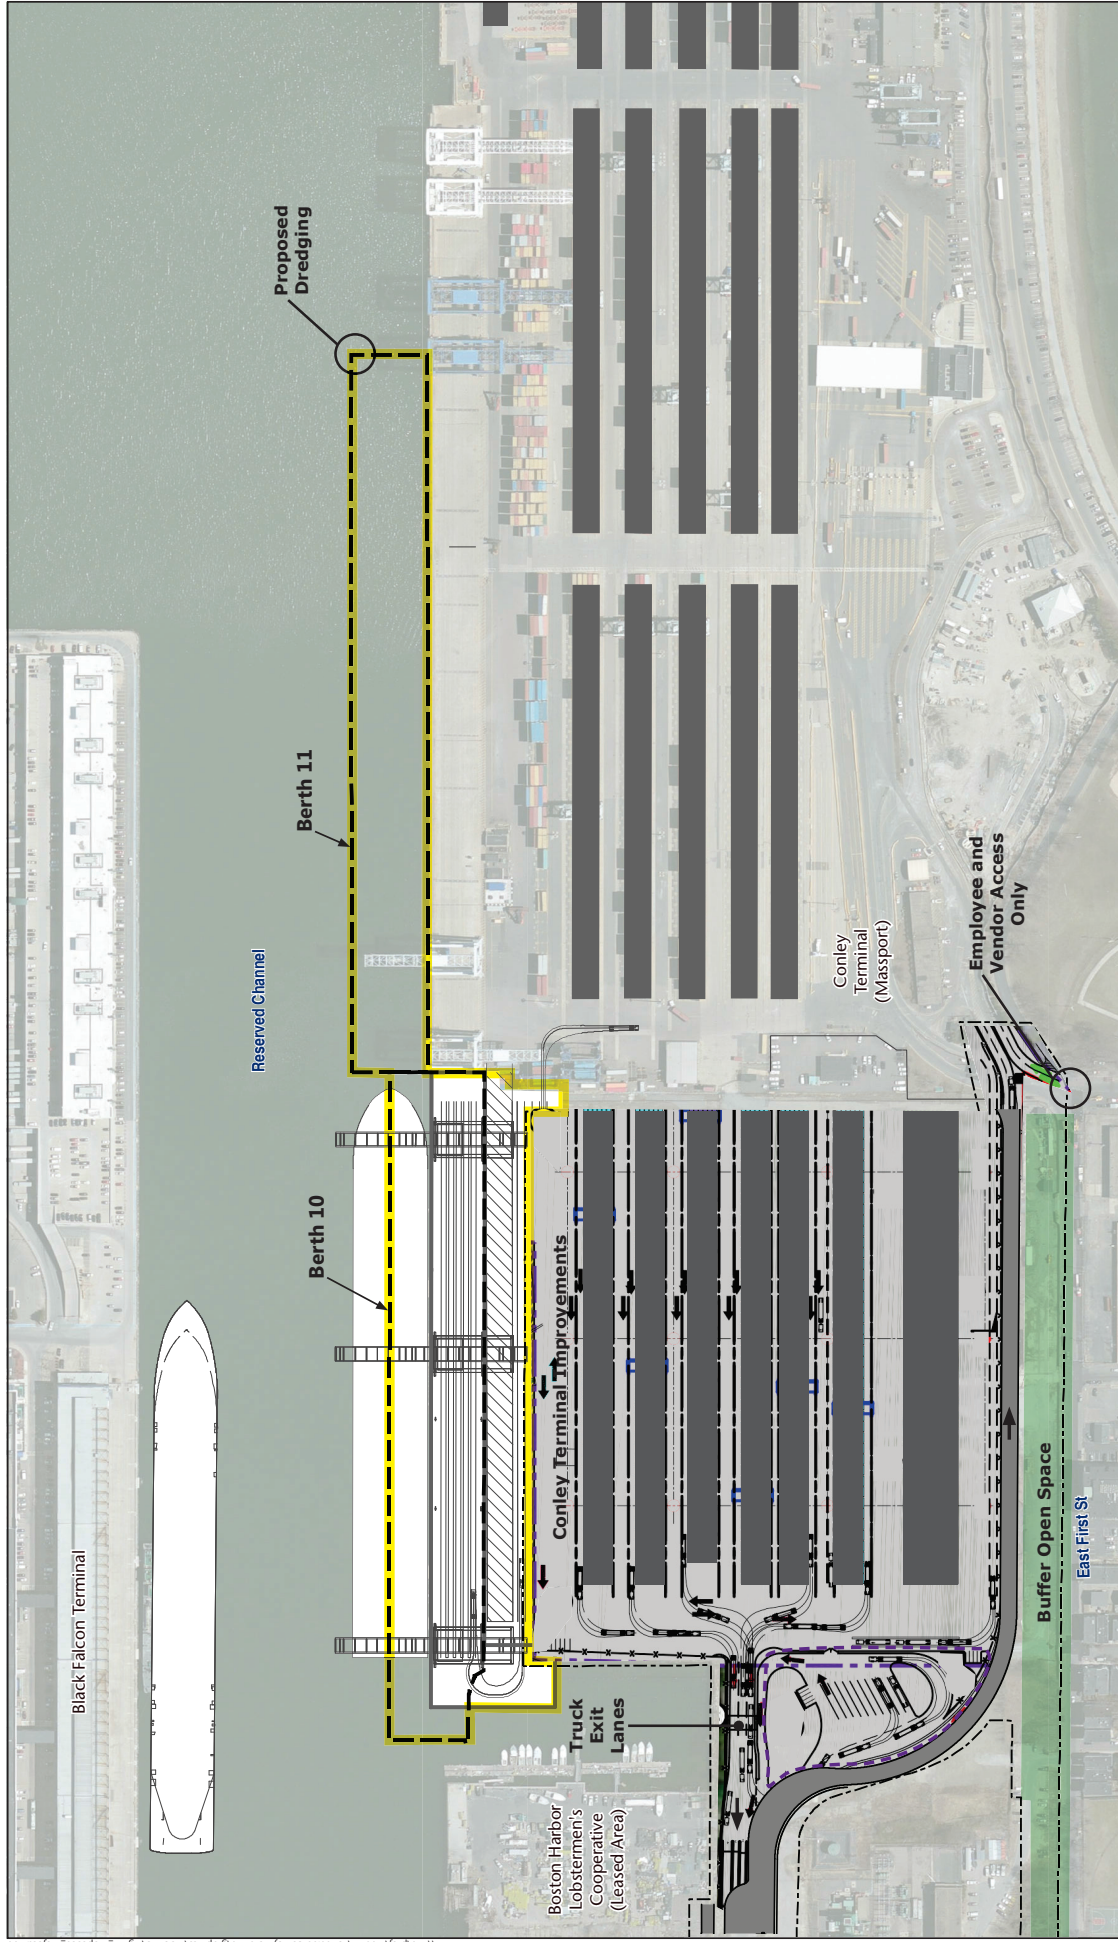 Proposed
Dredging
Berth 11
Reserved Channel
Employee and
Vendor Access
Only
Conley
Terminal
(Massport)
Berth 10
Conley Terminal Improvements
Black Falcon Terminal
Buffer Open Space
East First St
Truck
Exit
Lanes
Boston Harbor
Lobstermen's
Cooperative
(Leased Area)